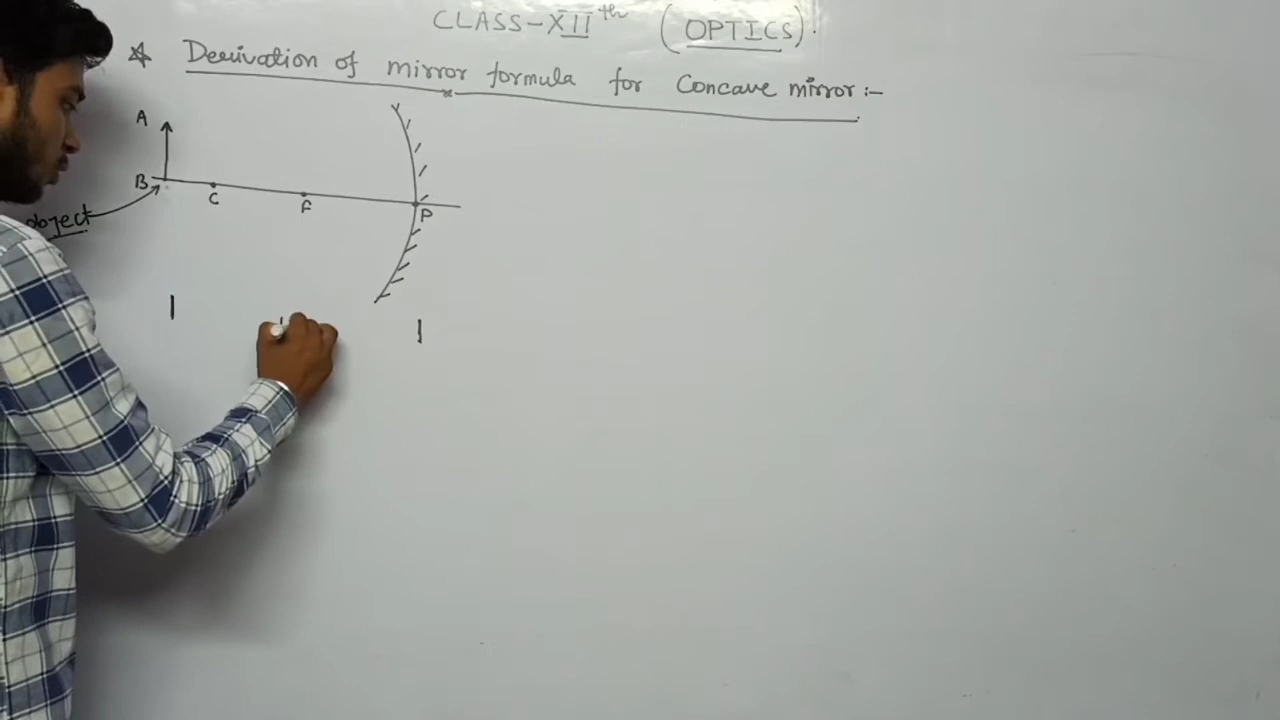 CLASS-XIIth (OPTICS)
* Derivation of mirror formula for Concave mirror :-
A
B
C
F
P
object